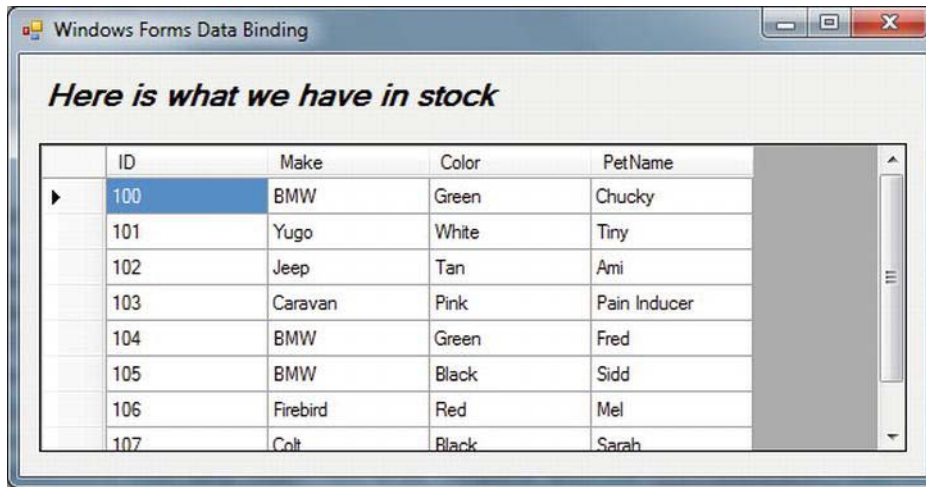 Windows Forms Data Binding
Here is what we have in stock
ID Make Color PetName
100 BMW Green Chucky
101 Yugo White Tiny
102 Jeep Tan Ami
103 Caravan Pink Pain Inducer
104 BMW Green Fred
105 BMW Black Sidd
106 Firebird Red Mel
107 Colt Black Sarah